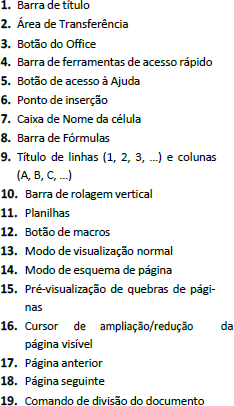 1. Barra de título
2. Área de Transferência
3. Botão do Office
4. Barra de ferramentas de acesso rápido
5. Botão de acesso à Ajuda
6. Ponto de inserção
7. Caixa de Nome da célula
8. Barra de Fórmulas
9. Título de linhas (1, 2, 3, ...) e colunas
(A, B, C, ...)
10. Barra de rolagem vertical
11. Planilhas
12. Botão de macros
13. Modo de visualização normal
14. Modo de esquema de página
15. Pré-visualização de quebras de pági-
nas
16. Cursor de ampliação/redução da
página visível
17. Página anterior
18. Página seguinte
19. Comando de divisão do documento